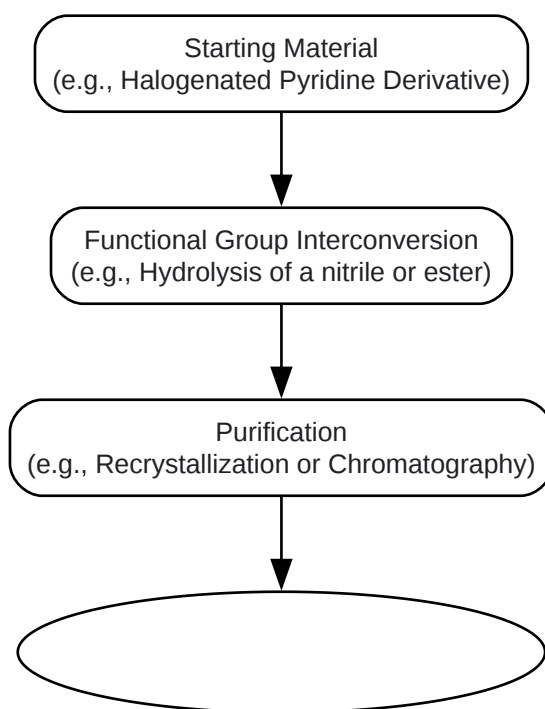 Starting Material
(e.g., Halogenated Pyridine Derivative)
Functional Group Interconversion
(e.g., Hydrolysis of a nitrile or ester)
Purification
(e.g., Recrystallization or Chromatography)